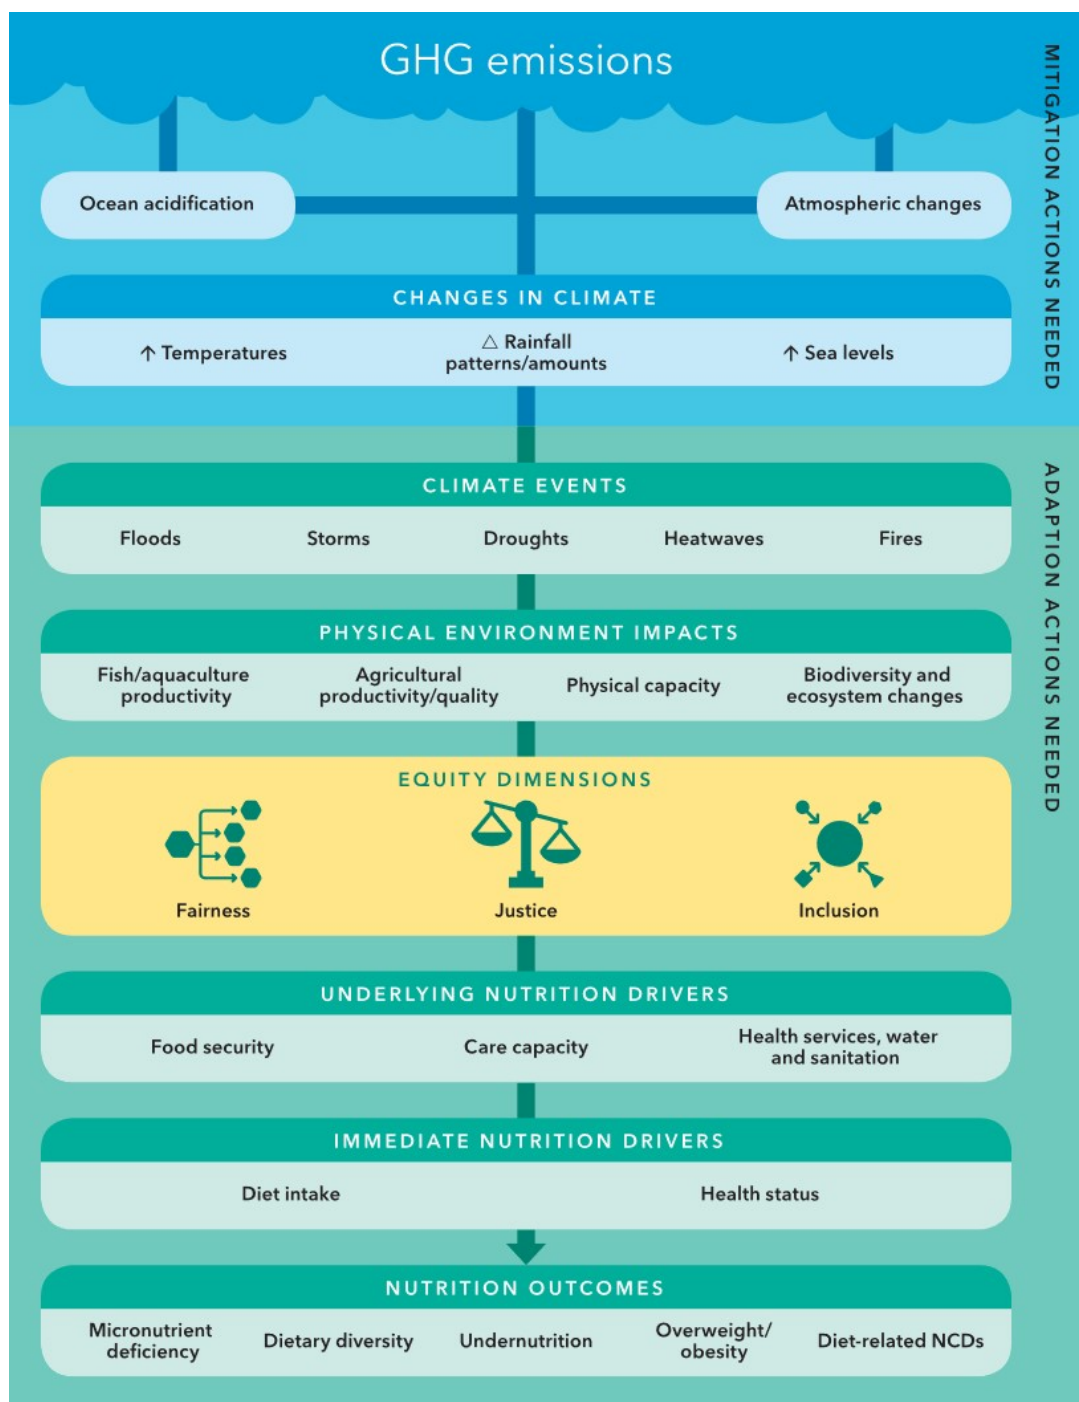 GHG emissions
MITIGATION ACTIONS NEEDED
Ocean acidification
Atmospheric changes
CHANGES IN CLIMATE
↑ Temperatures
△ Rainfall
patterns/amounts
↑ Sea levels
ADAPTION ACTIONS NEEDED
CLIMATE EVENTS
Floods
Storms
Droughts
Heatwaves
Fires
PHYSICAL ENVIRONMENT IMPACTS
Fish/aquaculture
productivity
Agricultural
productivity/quality
Physical capacity
Biodiversity and
ecosystem changes
EQUITY DIMENSIONS
Fairness
Justice
Inclusion
UNDERLYING NUTRITION DRIVERS
Food security
Care capacity
Health services, water
and sanitation
IMMEDIATE NUTRITION DRIVERS
Diet intake
Health status
NUTRITION OUTCOMES
Micronutrient
deficiency
Dietary diversity
Undernutrition
Overweight/
obesity
Diet-related NCDs